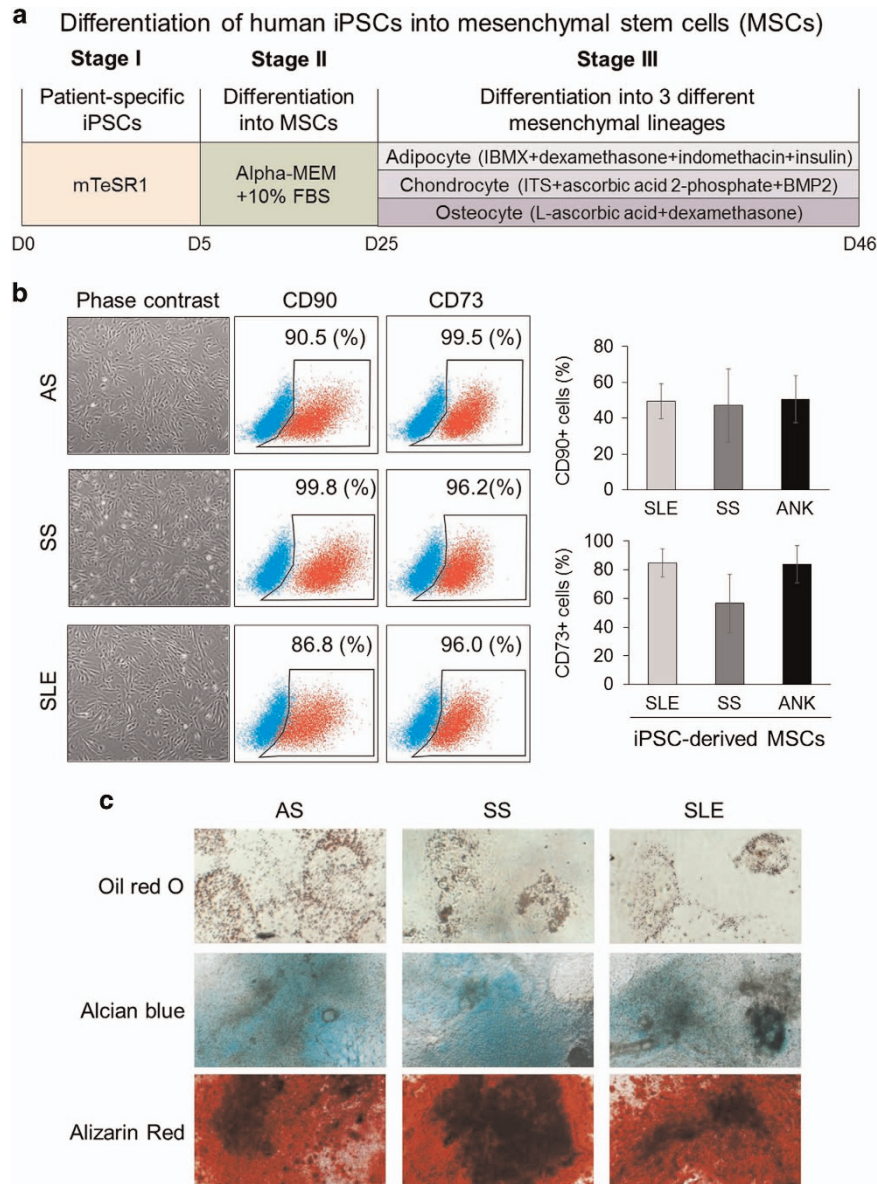 a
Differentiation of human iPSCs into mesenchymal stem cells (MSCs)
Stage I
Stage II
Stage III
Patient-specific
iPSCs
Differentiation
into MSCs
Differentiation into 3 different
mesenchymal lineages
mTeSR1
Alpha-MEM
+10% FBS
Adipocyte (IBMX+dexamethasone+indomethacin+insulin)
Chondrocyte (ITS+ascorbic acid 2-phosphate+BMP2)
Osteocyte (L-ascorbic acid+dexamethasone)
D0
D5
D25
D46
b
Phase contrast
CD90
CD73
AS
90.5 (%)
99.5 (%)
SS
99.8 (%)
96.2(%)
SLE
86.8 (%)
96.0 (%)
CD90+ cells (%)
80
60
40
20
0
SLE
SS
ANK
CD73+ cells (%)
100
80
60
40
20
0
SLE
SS
ANK
iPSC-derived MSCs
c
AS
SS
SLE
Oil red O
Alcian blue
Alizarin Red